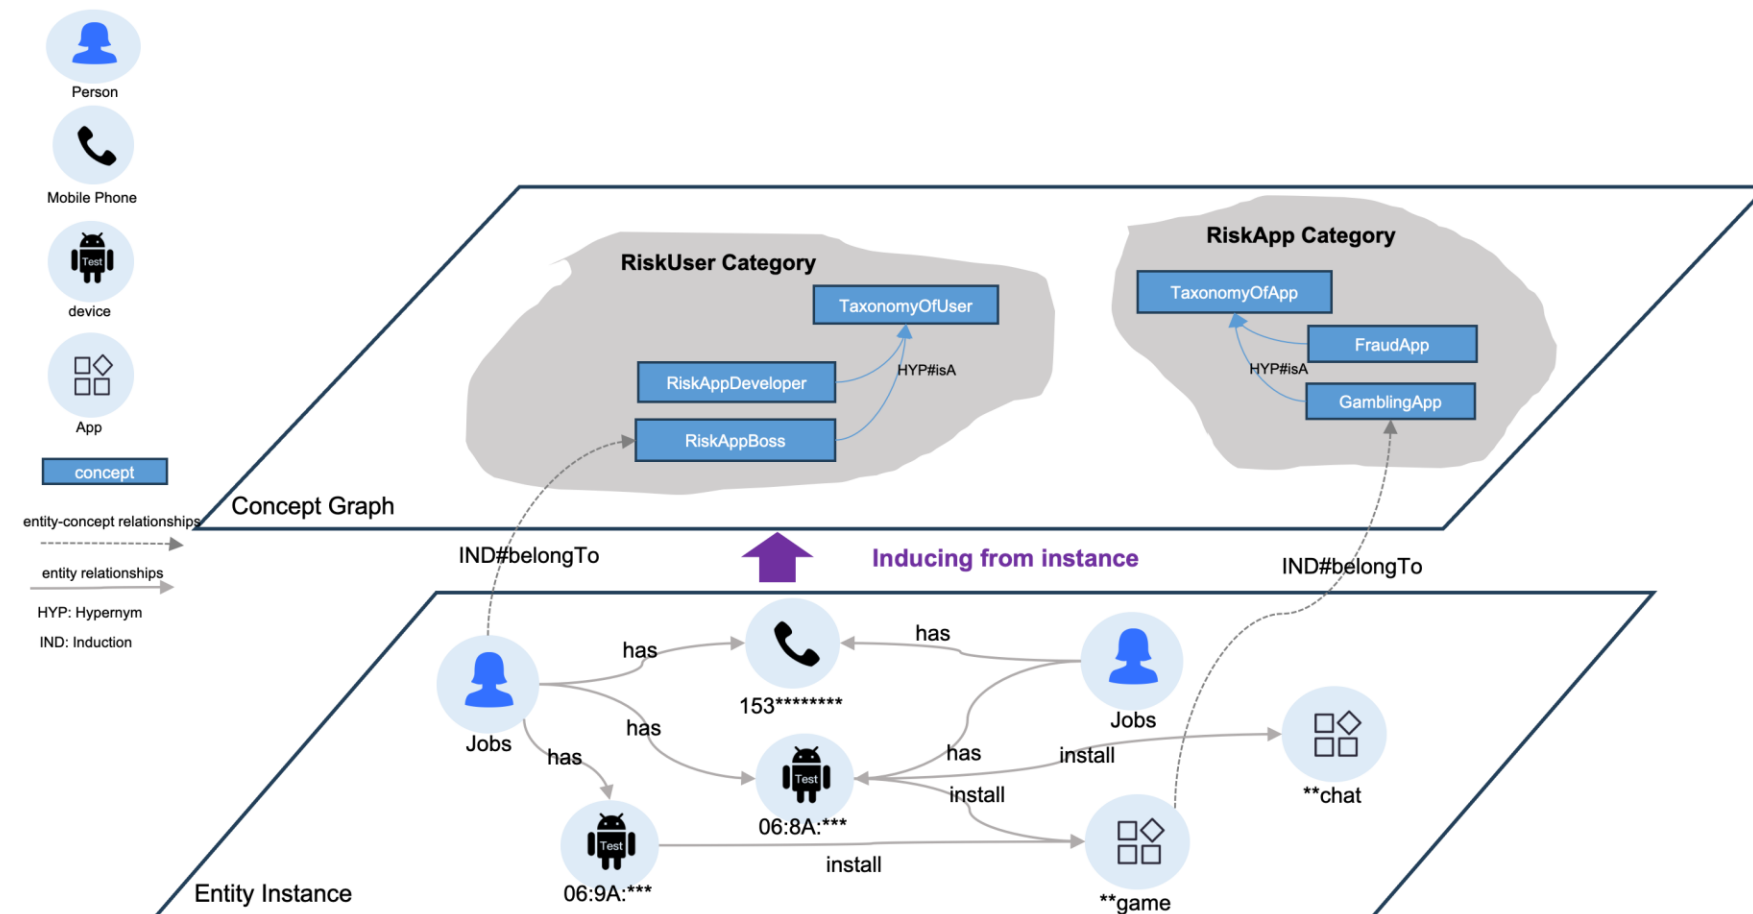 Person
Mobile Phone
Test
device
App
concept
entity-concept relationships
entity relationships
HYP: Hypernym
IND: Induction
RiskUser Category
TaxonomyOfUser
RiskAppDeveloper
HYP#isA
RiskAppBoss
RiskApp Category
TaxonomyOfApp
FraudApp
HYP#isA
GamblingApp
Concept Graph
IND#belongTo
Inducing from instance
IND#belongTo
has
has
153********
Jobs
Jobs
has
has
has
install
Test
06:8A:***
install
**chat
Test
06:9A:***
install
**game
Entity Instance